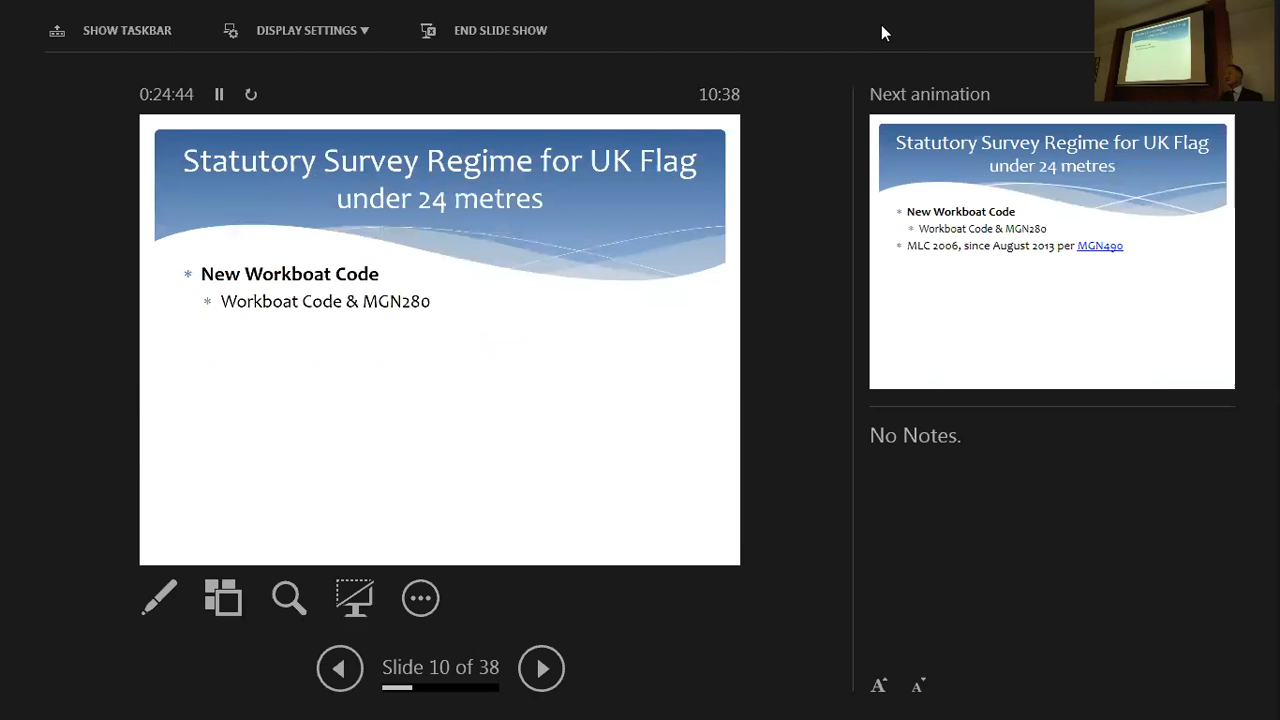 SHOW TASKBAR
DISPLAY SETTINGS ▼
END SLIDE SHOW
0:24:44
10:38
Next animation
Statutory Survey Regime for UK Flag
under 24 metres
* New Workboat Code
* Workboat Code & MGN280
Statutory Survey Regime for UK Flag
under 24 metres
* New Workboat Code
* Workboat Code & MGN280
* MLC 2006, since August 2013 per MGN490
No Notes.
Slide 10 of 38
A A